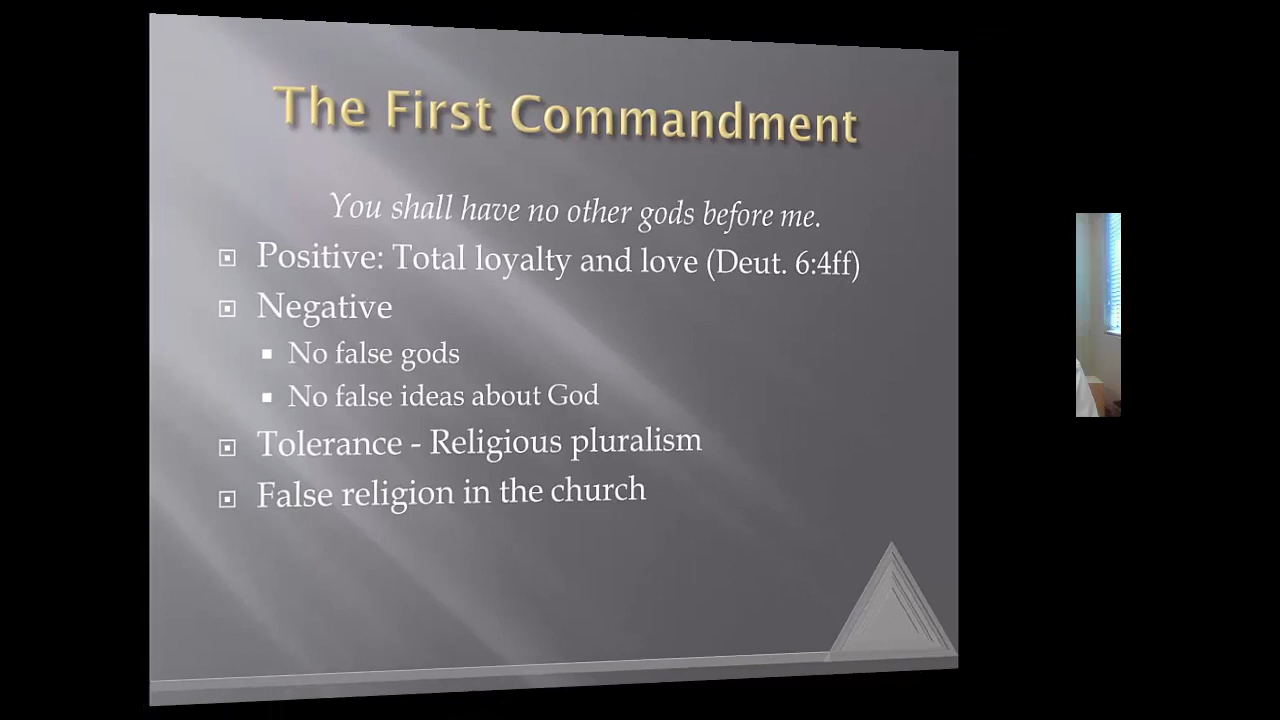 The First Commandment
You shall have no other gods before me.
Positive: Total loyalty and love (Deut. 6:4ff)
Negative
No false gods
No false ideas about God
Tolerance - Religious pluralism
False religion in the church